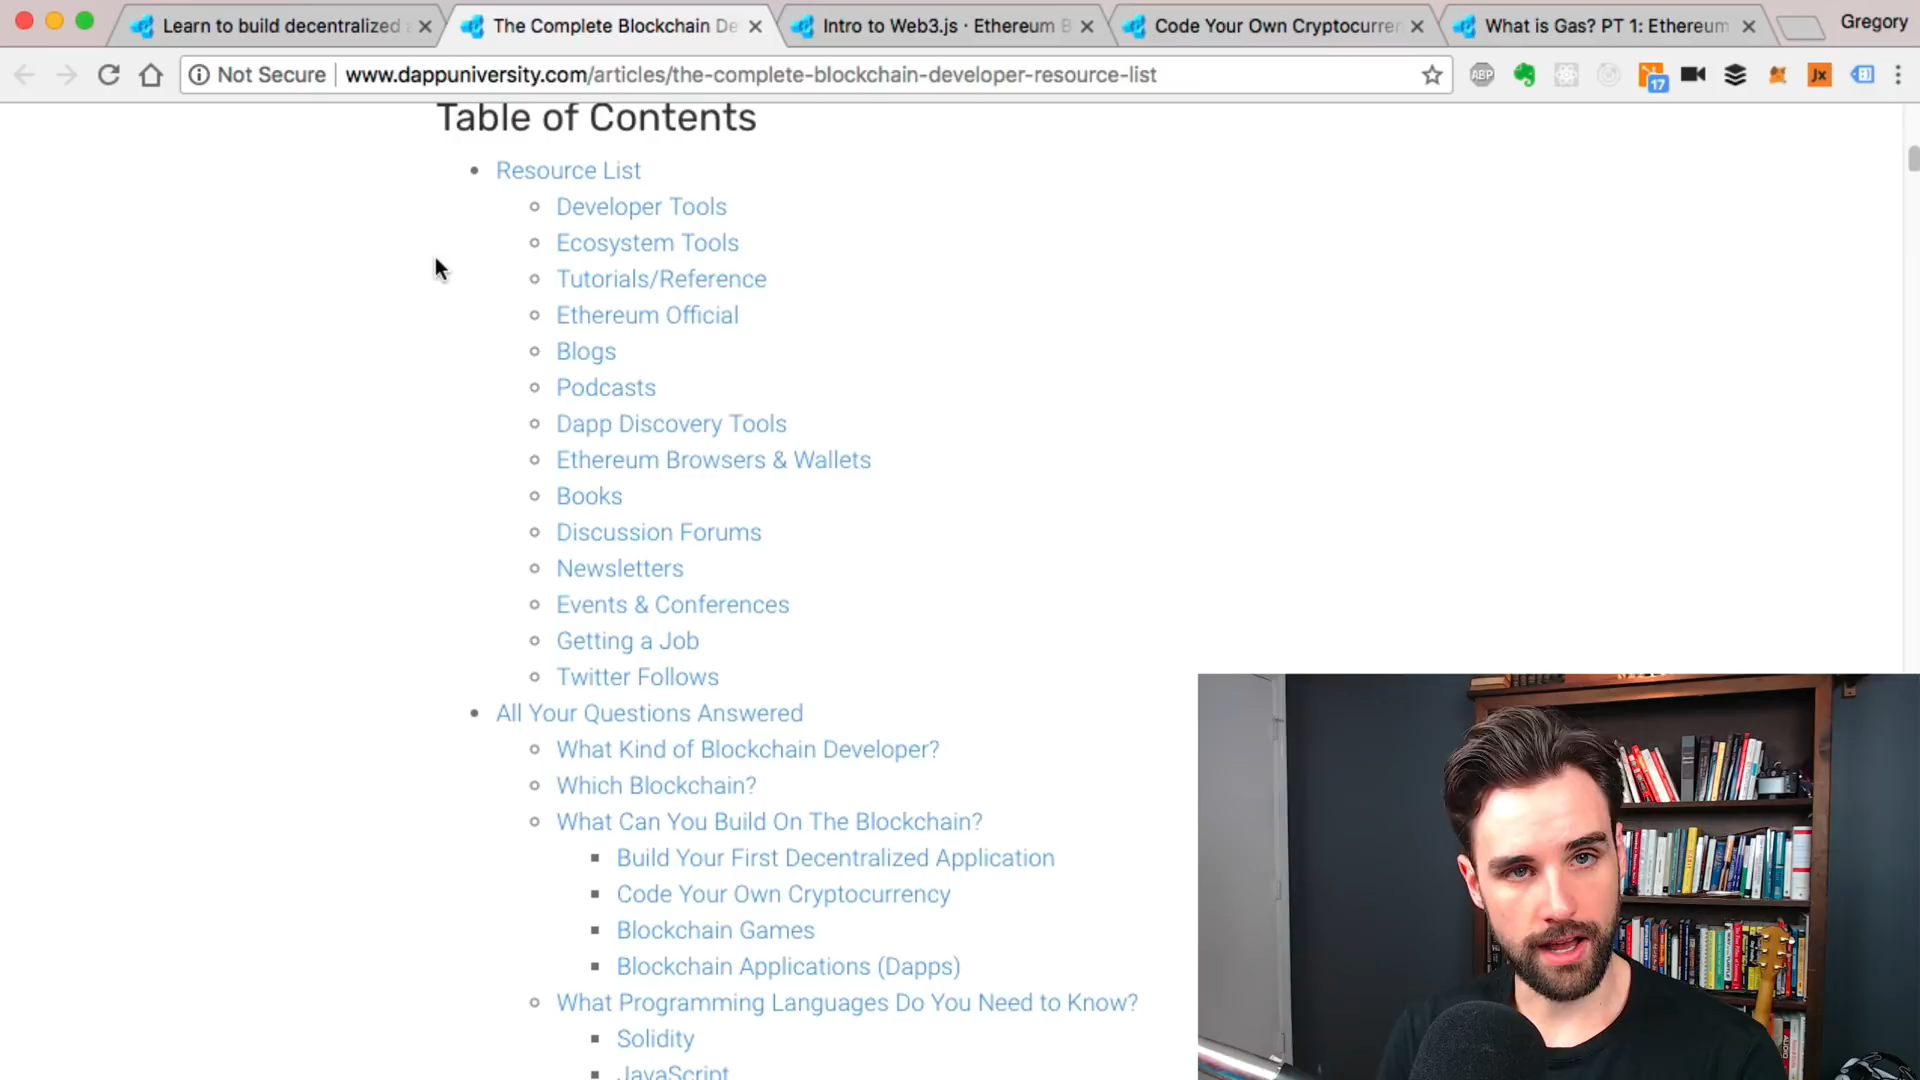 Learn to build decentralized a
The Complete Blockchain De
Intro to Web3.js · Ethereum B
Code Your Own Cryptocurren
What is Gas? PT 1: Ethereum
Gregory
Not Secure
www.dappuniversity.com/articles/the-complete-blockchain-developer-resource-list
ABP
17
Jx
Table of Contents
Resource List
Developer Tools
Ecosystem Tools
Tutorials/Reference
Ethereum Official
Blogs
Podcasts
Dapp Discovery Tools
Ethereum Browsers & Wallets
Books
Discussion Forums
Newsletters
Events & Conferences
Getting a Job
Twitter Follows
All Your Questions Answered
What Kind of Blockchain Developer?
Which Blockchain?
What Can You Build On The Blockchain?
Build Your First Decentralized Application
Code Your Own Cryptocurrency
Blockchain Games
Blockchain Applications (Dapps)
What Programming Languages Do You Need to Know?
Solidity
JavaScript